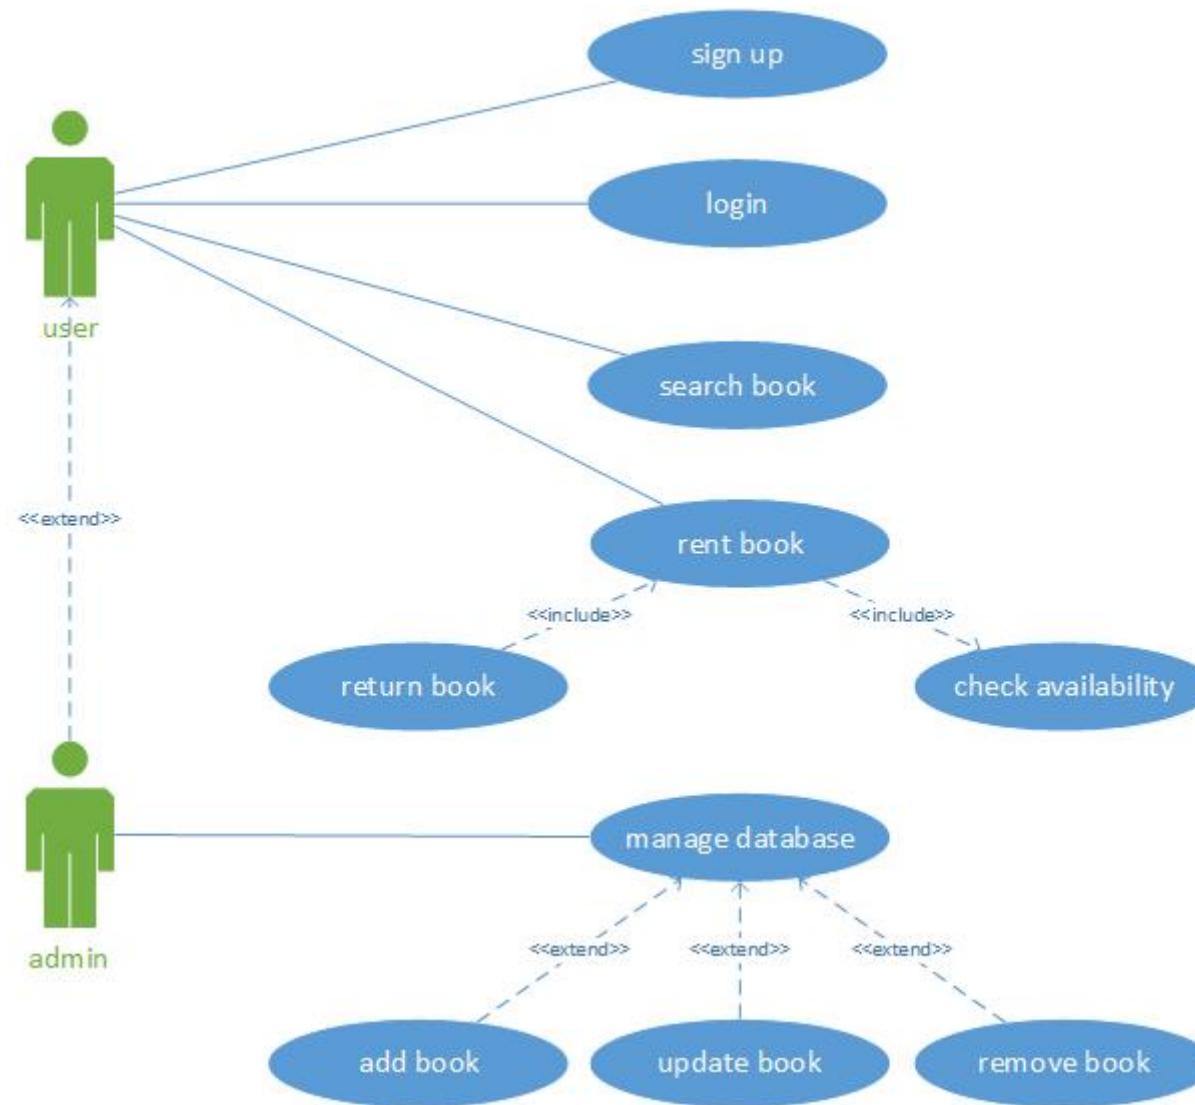 sign up
login
user
search book
<<extend>>
rent book
<<include>>
<<include>>
return book
check availability
manage database
admin
<<extend>>
<<extend>>
<<extend>>
add book
update book
remove book